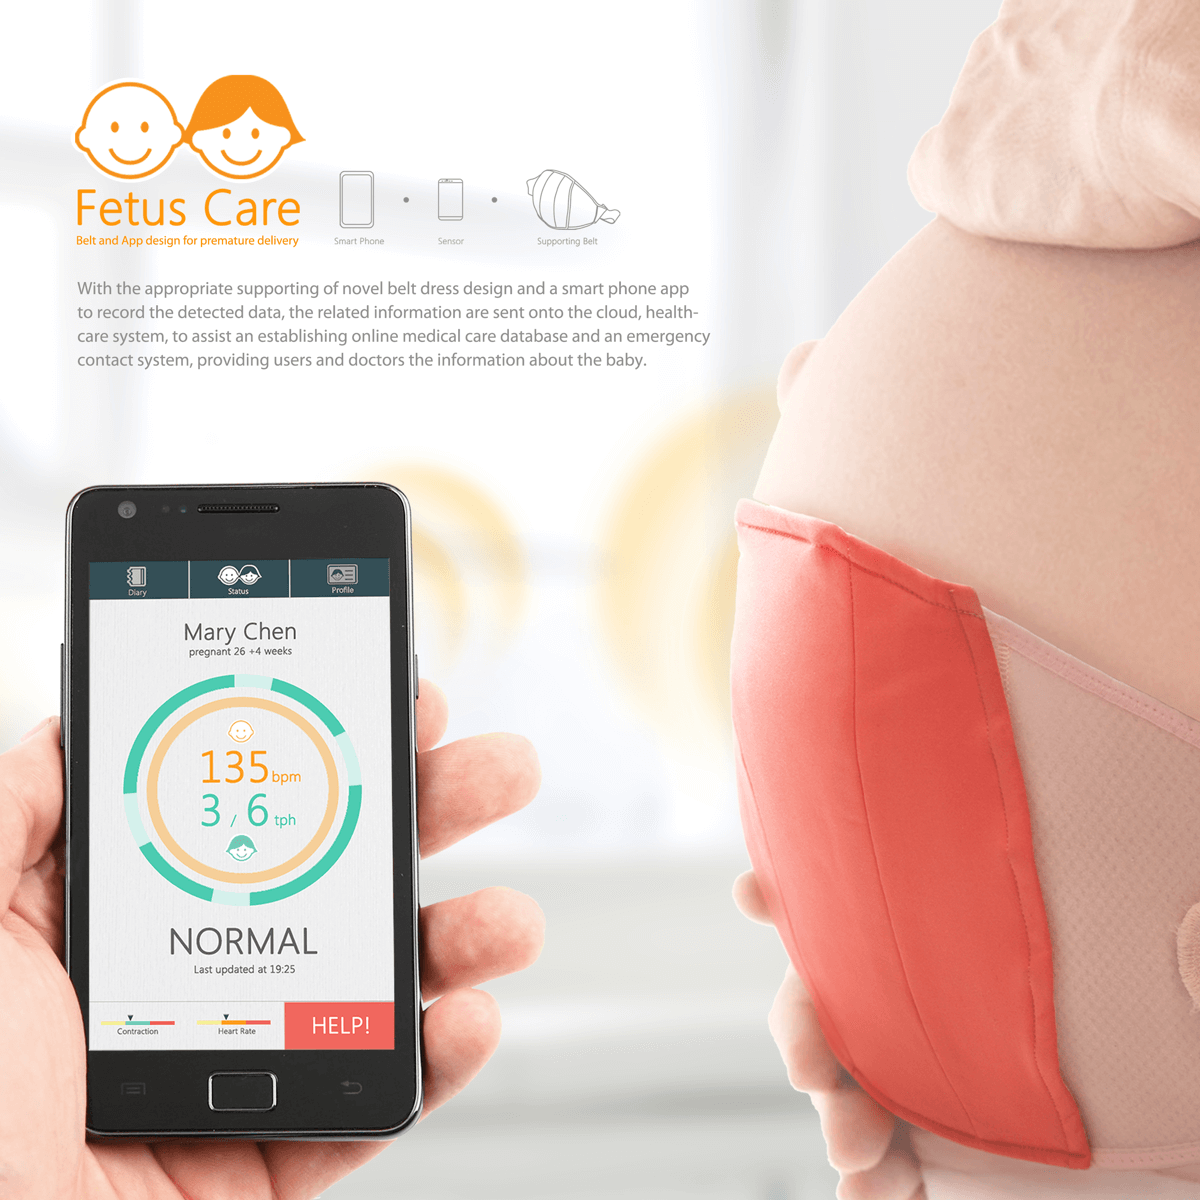 Fetus Care
Belt and App design for premature delivery
Smart Phone
Sensor
Supporting Belt
With the appropriate supporting of novel belt dress design and a smart phone app
to record the detected data, the related information are sent onto the cloud, health-
care system, to assist an establishing online medical care database and an emergency
contact system, providing users and doctors the information about the baby.
Diary
Status
Profile
Mary Chen
pregnant 26 +4 weeks
135 bpm
3 / 6 tph
NORMAL
Last updated at 19:25
Contraction
Heart Rate
HELP!